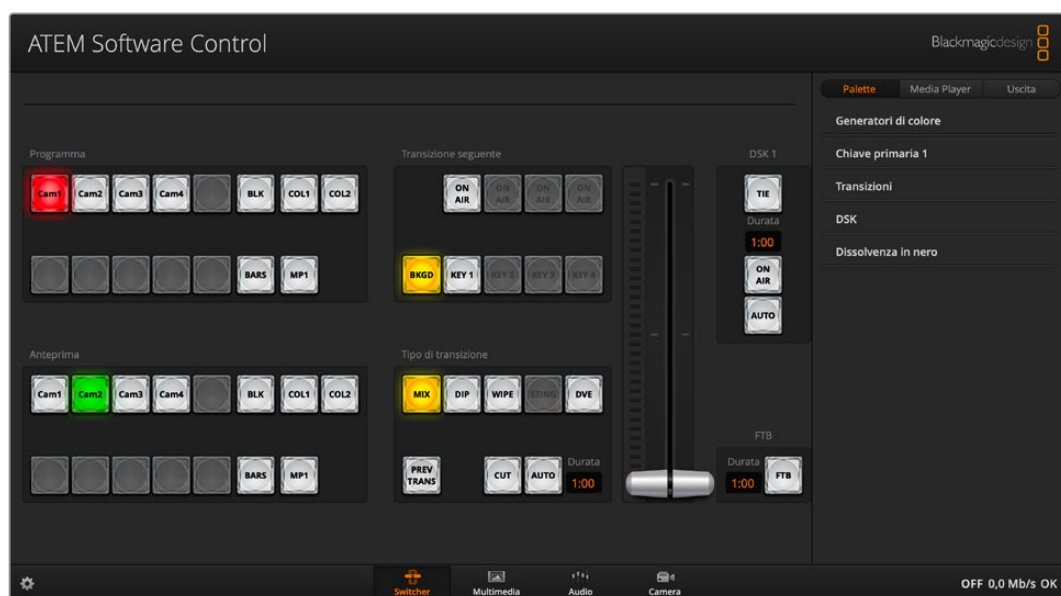 ATEM Software Control
Blackmagicdesign
Palette Media Player Uscita
Generatori di colore
Chiave primaria 1
Transizioni
DSK
Dissolvenza in nero
Programma
Cam1 Cam2 Cam3 Cam4 BLK COL1 COL2
BARS MP1
Transizione seguente
ON AIR ON AIR ON AIR ON AIR
BKGD KEY 1 KEY 2 KEY 3 KEY 4
DSK 1
TIE
Durata
1:00
ON AIR
AUTO
Anteprima
Cam1 Cam2 Cam3 Cam4 BLK COL1 COL2
BARS MP1
Tipo di transizione
MIX DIP WIPE STING DVE
PREV TRANS CUT AUTO Durata 1:00
FTB
Durata
1:00 FTB
Switcher Multimedia Audio Camera
OFF 0,0 Mb/s OK